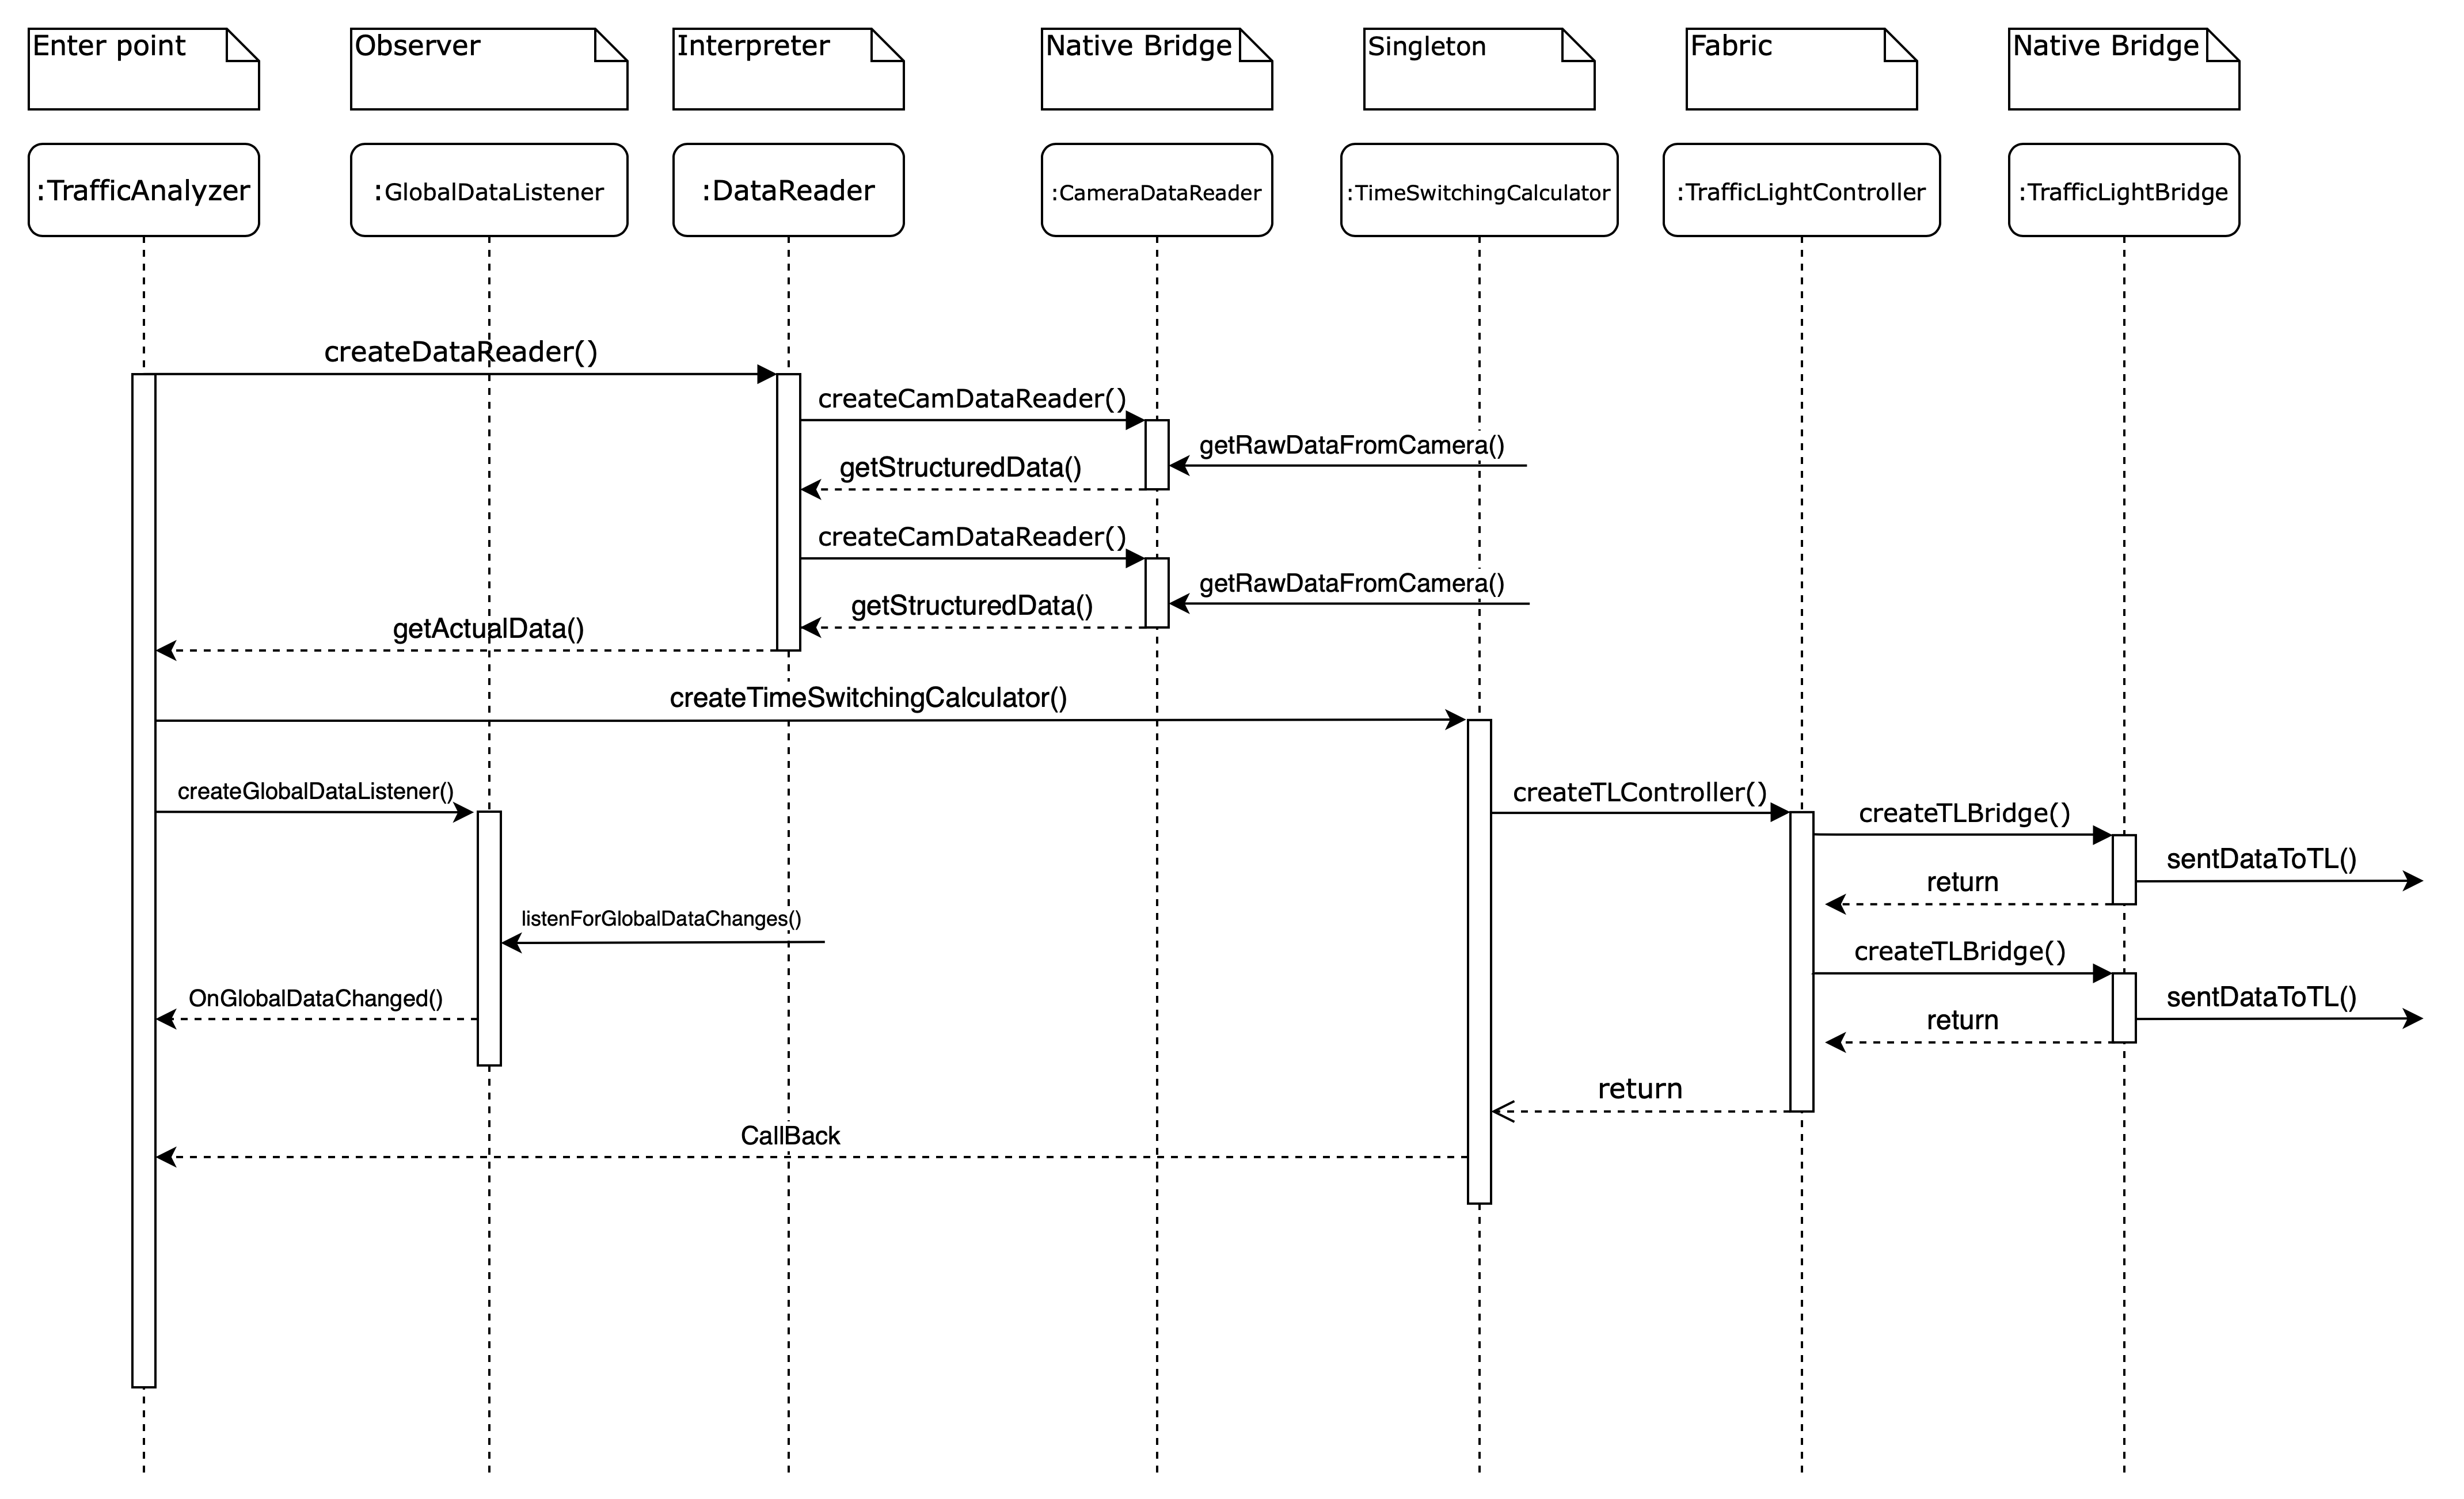 Enter point
Observer
Interpreter
Native Bridge
Singleton
Fabric
Native Bridge
:TrafficAnalyzer
:GlobalDataListener
:DataReader
:CameraDataReader
:TimeSwitchingCalculator
:TrafficLightController
:TrafficLightBridge
createDataReader()
createCamDataReader()
getRawDataFromCamera()
getStructuredData()
createCamDataReader()
getRawDataFromCamera()
getStructuredData()
getActualData()
createTimeSwitchingCalculator()
createGlobalDataListener()
createTLController()
createTLBridge()
sentDataToTL()
return
listenForGlobalDataChanges()
createTLBridge()
OnGlobalDataChanged()
sentDataToTL()
return
return
CallBack